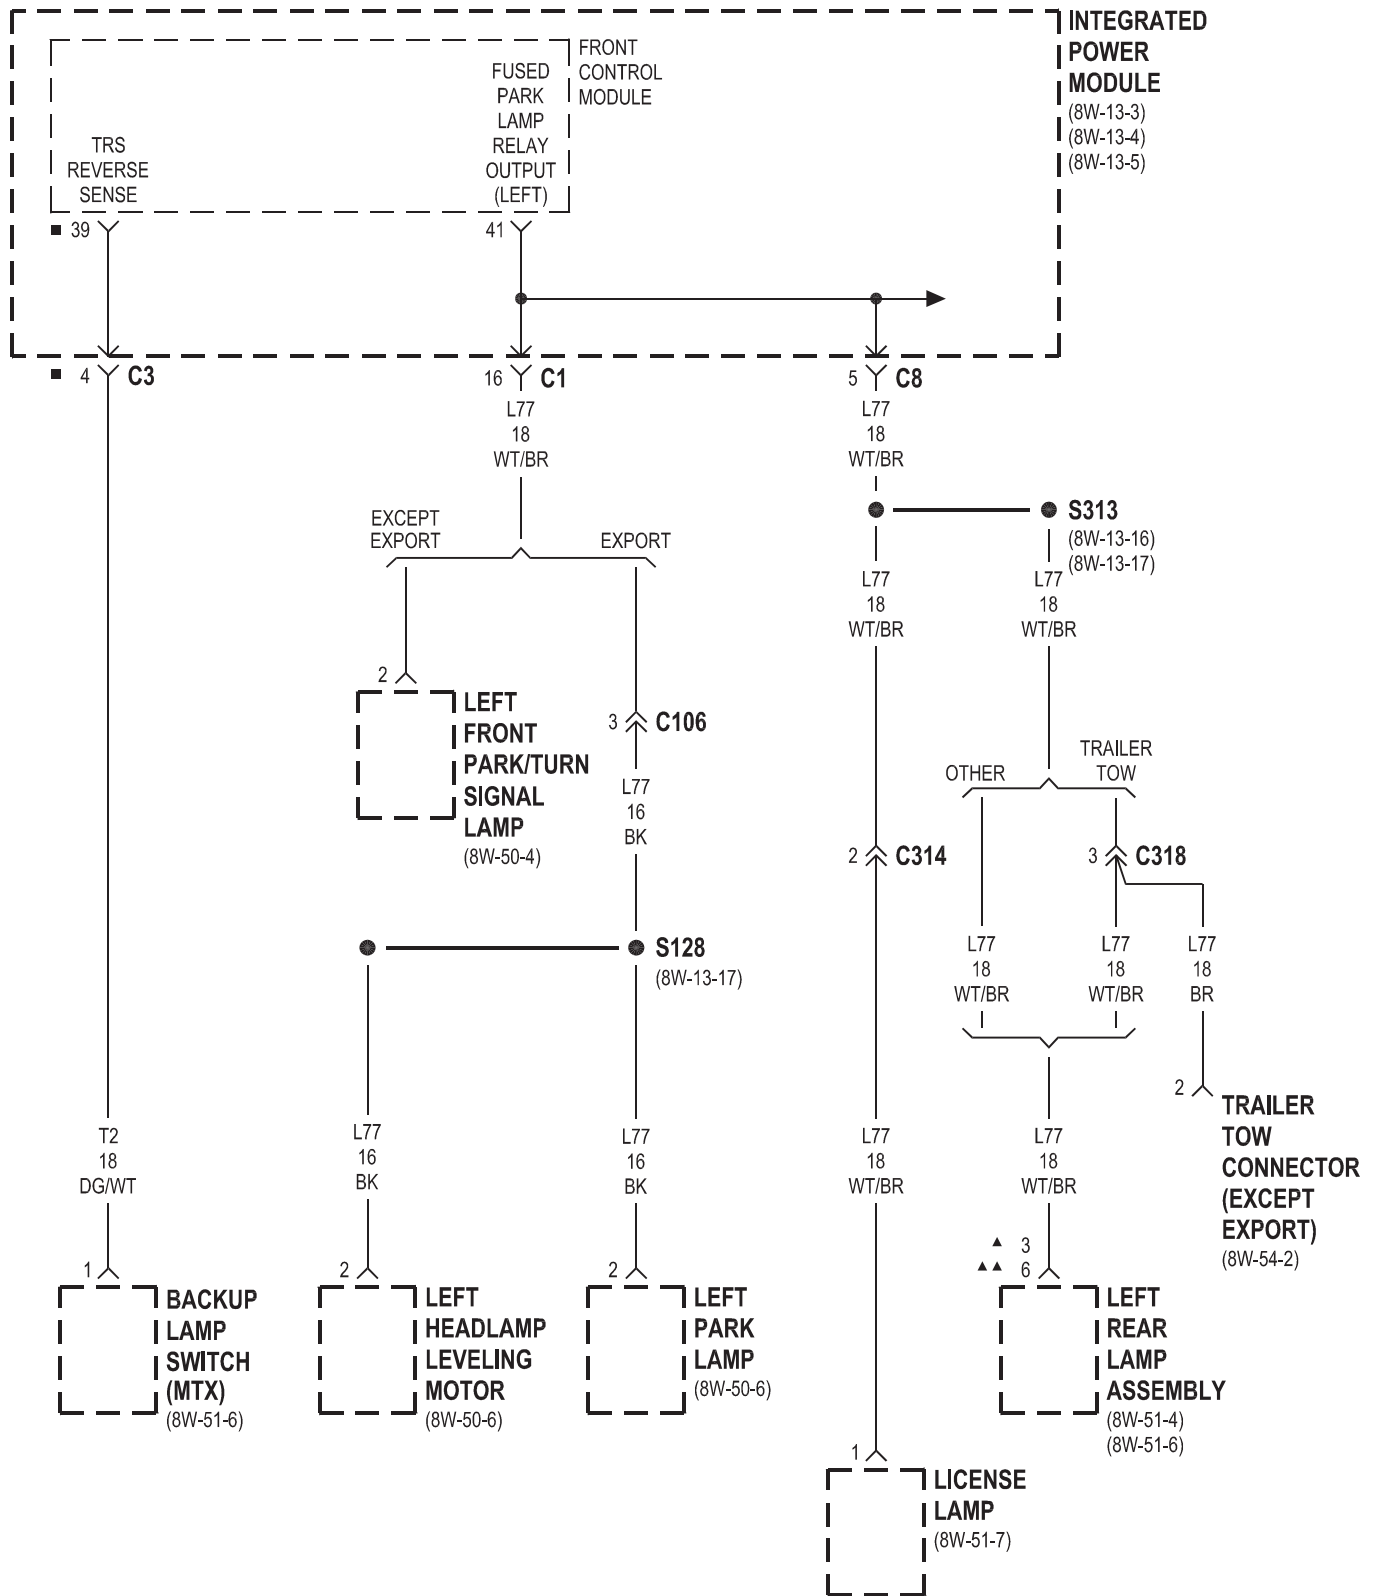 INTEGRATED
POWER
MODULE
(8W-13-3)
(8W-13-4)
(8W-13-5)
FRONT
CONTROL
MODULE
FUSED
PARK
LAMP
RELAY
OUTPUT
(LEFT)
TRS
REVERSE
SENSE
39
41
4 C3
16 C1
5 C8
L77
18
WT/BR
L77
18
WT/BR
EXCEPT
EXPORT
EXPORT
S313
(8W-13-16)
(8W-13-17)
L77
18
WT/BR
L77
18
WT/BR
2
LEFT
FRONT
PARK/TURN
SIGNAL
LAMP
(8W-50-4)
3 C106
L77
16
BK
OTHER
TRAILER
TOW
2 C314
3 C318
S128
(8W-13-17)
L77
18
WT/BR
L77
18
WT/BR
L77
18
BR
2
TRAILER
TOW
CONNECTOR
(EXCEPT
EXPORT)
(8W-54-2)
T2
18
DG/WT
L77
16
BK
L77
16
BK
L77
18
WT/BR
L77
18
WT/BR
1
BACKUP
LAMP
SWITCH
(MTX)
(8W-51-6)
2
LEFT
HEADLAMP
LEVELING
MOTOR
(8W-50-6)
2
LEFT
PARK
LAMP
(8W-50-6)
3
6
LEFT
REAR
LAMP
ASSEMBLY
(8W-51-4)
(8W-51-6)
1
LICENSE
LAMP
(8W-51-7)